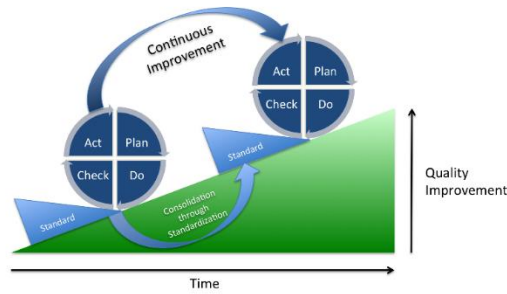 Continuous
Improvement
Act Plan
Check Do
Standard
Act Plan
Check Do
Standard
Consolidation
through
Standardization
Quality
Improvement
Time